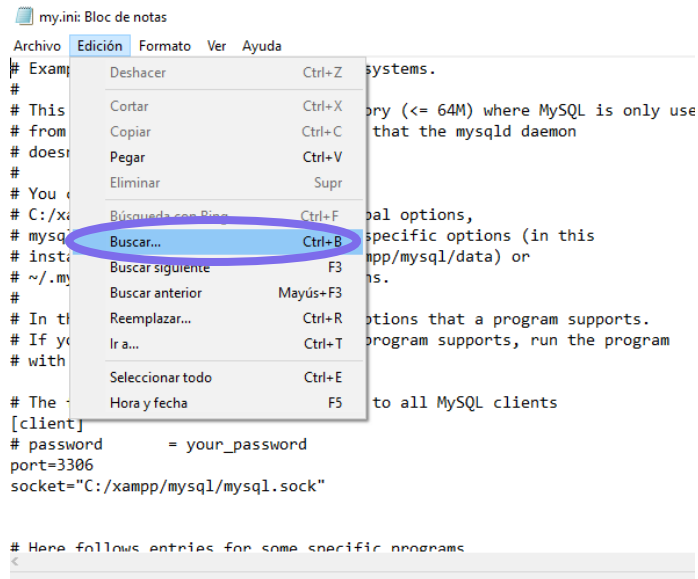 my.ini: Bloc de notas
Archivo Edición Formato Ver Ayuda
# Exam ystems.
Deshacer Ctrl+Z
#
# This ory (<= 64M) where MySQL is only use
Cortar Ctrl+X
# from that the mysqld daemon
Copiar Ctrl+C
# doesn
Pegar Ctrl+V
#
Eliminar Supr
# You
# C:/xa bal options,
Búsqueda con Bing... Ctrl+F
# mysq specific options (in this
Buscar... Ctrl+B
# insta mpp/mysql/data) or
Buscar siguiente F3
# ~/.my ns.
Buscar anterior Mayús+F3
#
# In th ptions that a program supports.
Reemplazar... Ctrl+R
# If yo program supports, run the program
Ir a... Ctrl+T
# with
Seleccionar todo Ctrl+E
# The to all MySQL clients
Hora y fecha F5
[client]
# password = your_password
port=3306
socket="C:/xampp/mysql/mysql.sock"
# Here follows entries for some specific programs